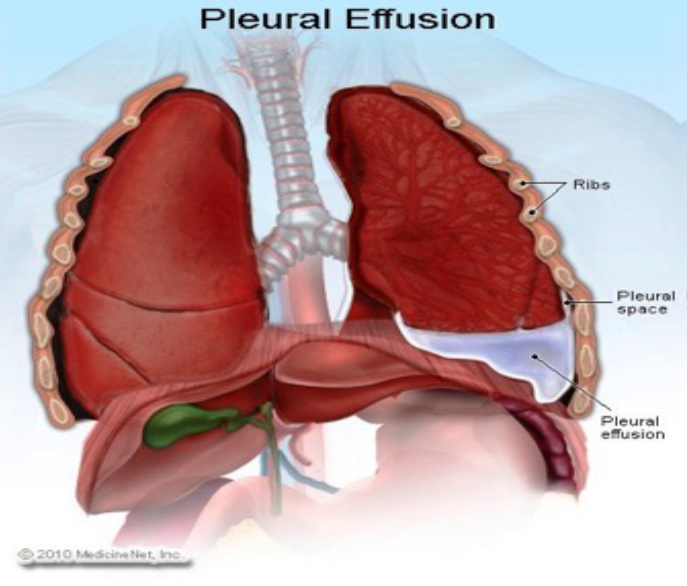 Pleural Effusion
Ribs
Pleural
space
Pleural
effusion
© 2010 MedicineNet, Inc.